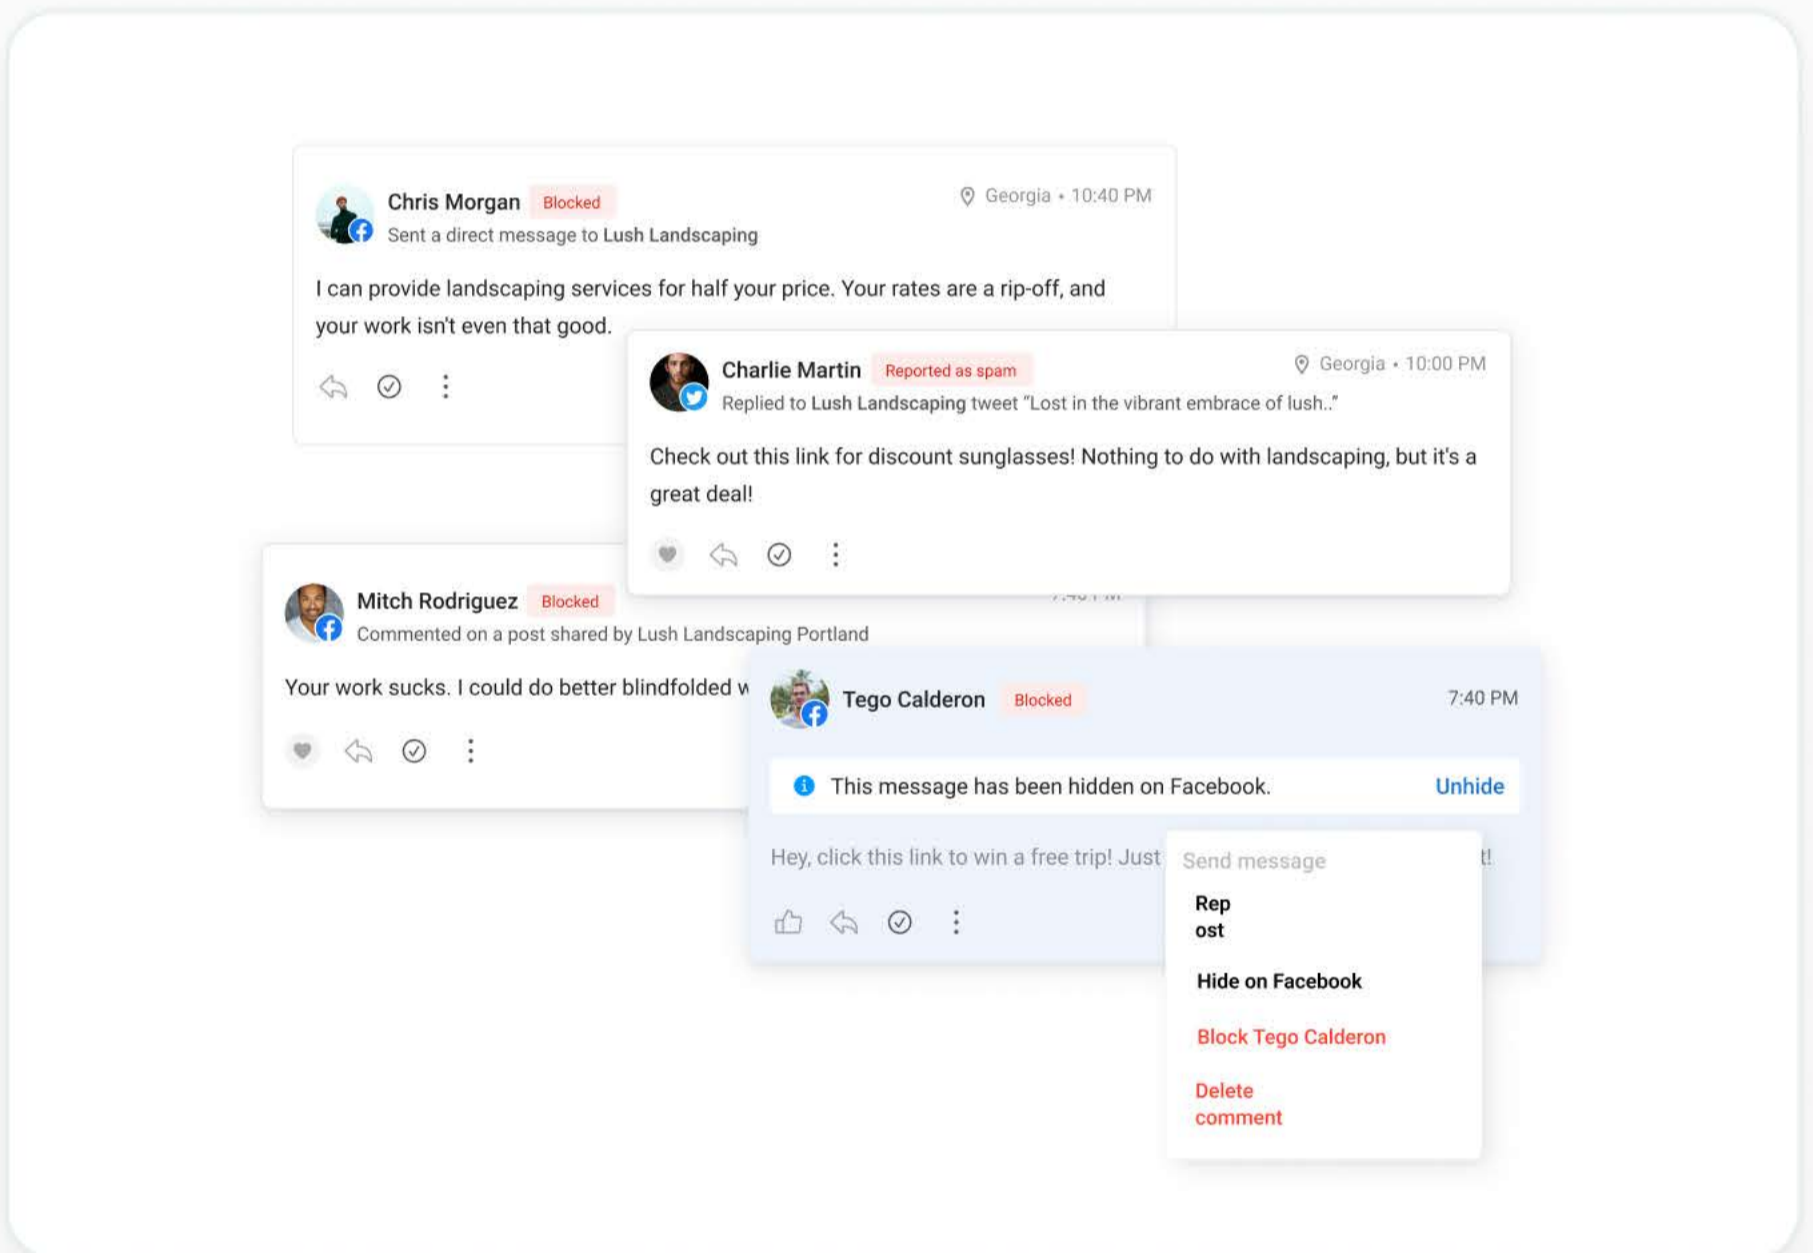 Chris Morgan Blocked
Georgia • 10:40 PM
Sent a direct message to Lush Landscaping
I can provide landscaping services for half your price. Your rates are a rip-off, and
your work isn't even that good.
Charlie Martin Reported as spam
Georgia • 10:00 PM
Replied to Lush Landscaping tweet “Lost in the vibrant embrace of lush..”
Check out this link for discount sunglasses! Nothing to do with landscaping, but it's a
great deal!
Mitch Rodriguez Blocked
Commented on a post shared by Lush Landscaping Portland
Your work sucks. I could do better blindfolded
Tego Calderon Blocked
7:40 PM
This message has been hidden on Facebook.
Unhide
Hey, click this link to win a free trip! Just
Send message
Rep
ost
Hide on Facebook
Block Tego Calderon
Delete
comment